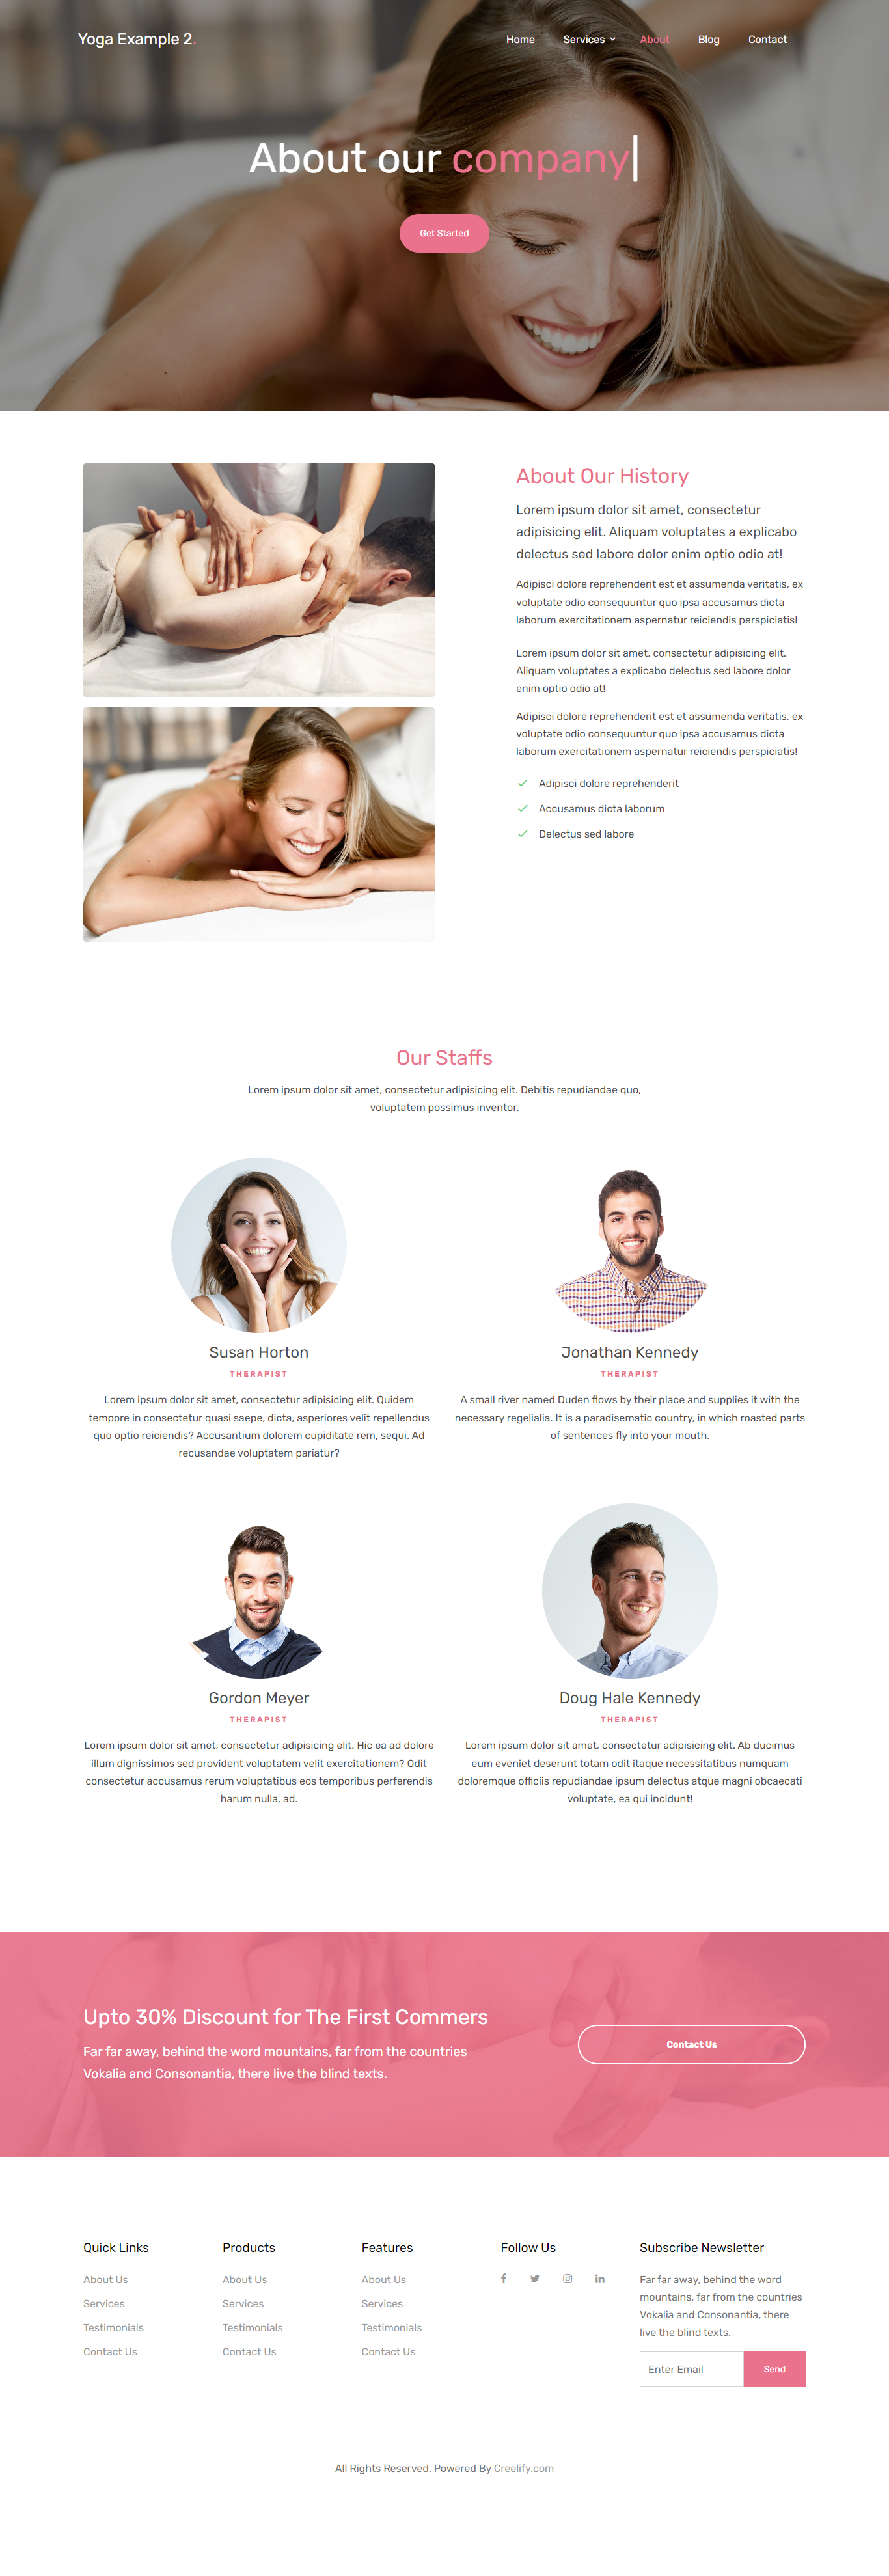 Yoga Example 2.
Home Services About Blog Contact
About our company
Get Started
About Our History
Lorem ipsum dolor sit amet, consectetur
adipisicing elit. Aliquam voluptates a explicabo
delectus sed labore dolor enim optio odio at!
Adipisci dolore reprehenderit est et assumenda veritatis, ex
voluptate odio consequuntur quo ipsa accusamus dicta
laborum exercitationem aspernatur reiciendis perspiciatis!
Lorem ipsum dolor sit amet, consectetur adipisicing elit.
Aliquam voluptates a explicabo delectus sed labore dolor
enim optio odio at!
Adipisci dolore reprehenderit est et assumenda veritatis, ex
voluptate odio consequuntur quo ipsa accusamus dicta
laborum exercitationem aspernatur reiciendis perspiciatis!
Adipisci dolore reprehenderit
Accusamus dicta laborum
Delectus sed labore
Our Staffs
Lorem ipsum dolor sit amet, consectetur adipisicing elit. Debitis repudiandae quo,
voluptatem possimus inventor.
Susan Horton
THERAPIST
Lorem ipsum dolor sit amet, consectetur adipisicing elit. Quidem
tempore in consectetur quasi saepe, dicta, asperiores velit repellendus
quo optio reiciendis? Accusantium dolorem cupiditate rem, sequi. Ad
recusandae voluptatem pariatur?
Jonathan Kennedy
THERAPIST
A small river named Duden flows by their place and supplies it with the
necessary regelialia. It is a paradisematic country, in which roasted parts
of sentences fly into your mouth.
Gordon Meyer
THERAPIST
Lorem ipsum dolor sit amet, consectetur adipisicing elit. Hic ea ad dolore
illum dignissimos sed provident voluptatem velit exercitationem? Odit
consectetur accusamus rerum voluptatibus eos temporibus perferendis
harum nulla, ad.
Doug Hale Kennedy
THERAPIST
Lorem ipsum dolor sit amet, consectetur adipisicing elit. Ab ducimus
eum eveniet deserunt totam odit itaque necessitatibus numquam
doloremque officiis repudiandae ipsum delectus atque magni obcaecati
voluptate, ea qui incidunt!
Upto 30% Discount for The First Commers
Far far away, behind the word mountains, far from the countries
Vokalia and Consonantia, there live the blind texts.
Contact Us
Quick Links
About Us
Services
Testimonials
Contact Us
Products
About Us
Services
Testimonials
Contact Us
Features
About Us
Services
Testimonials
Contact Us
Follow Us
Subscribe Newsletter
Far far away, behind the word
mountains, far from the countries
Vokalia and Consonantia, there
live the blind texts.
Enter Email
Send
All Rights Reserved. Powered By Creelify.com